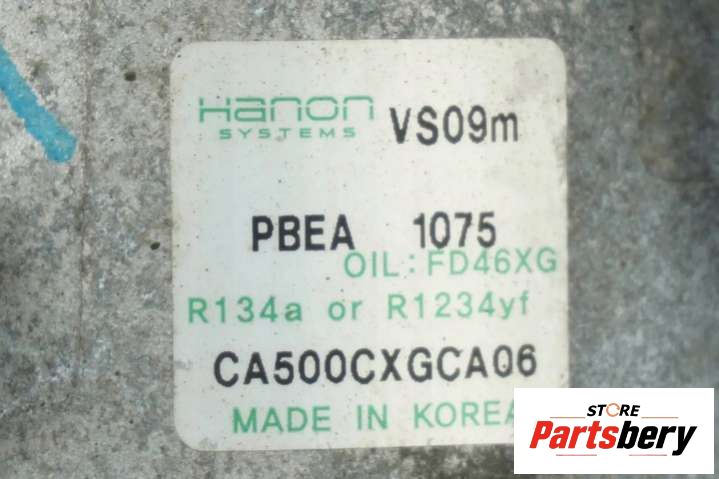 Hanon SYSTEMS VS09m
PBEA 1075
OIL: FD46XG
R134a or R1234yf
CA500CXGCA06
MADE IN KOREA
STORE
Partsbery